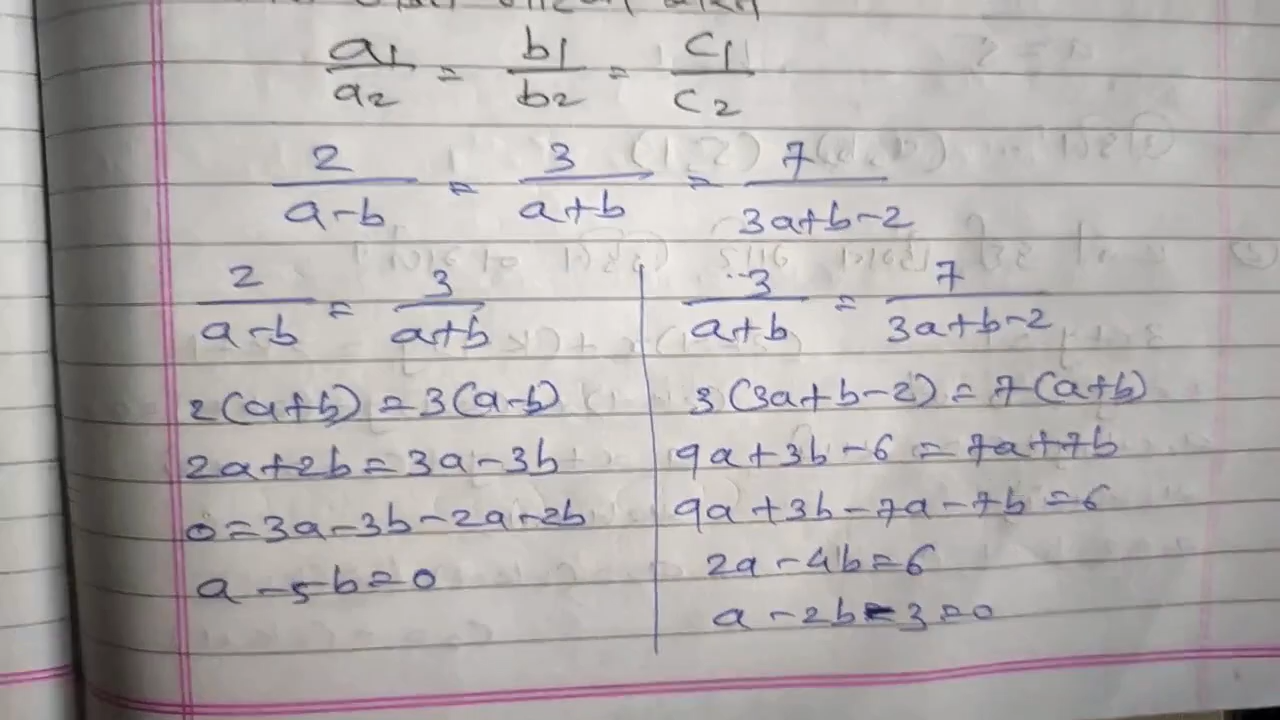 a1/a2 = b1/b2 = c1/c2
2/a-b = 3/a+b = 7/3a+b-2
2/a-b = 3/a+b
2(a+b) = 3(a-b)
2a+2b = 3a-3b
0 = 3a-3b-2a-2b
a-5b = 0
3/a+b = 7/3a+b-2
3(3a+b-2) = 7(a+b)
9a+3b-6 = 7a+7b
9a+3b-7a-7b = 6
2a-4b = 6
a-2b-3 = 0